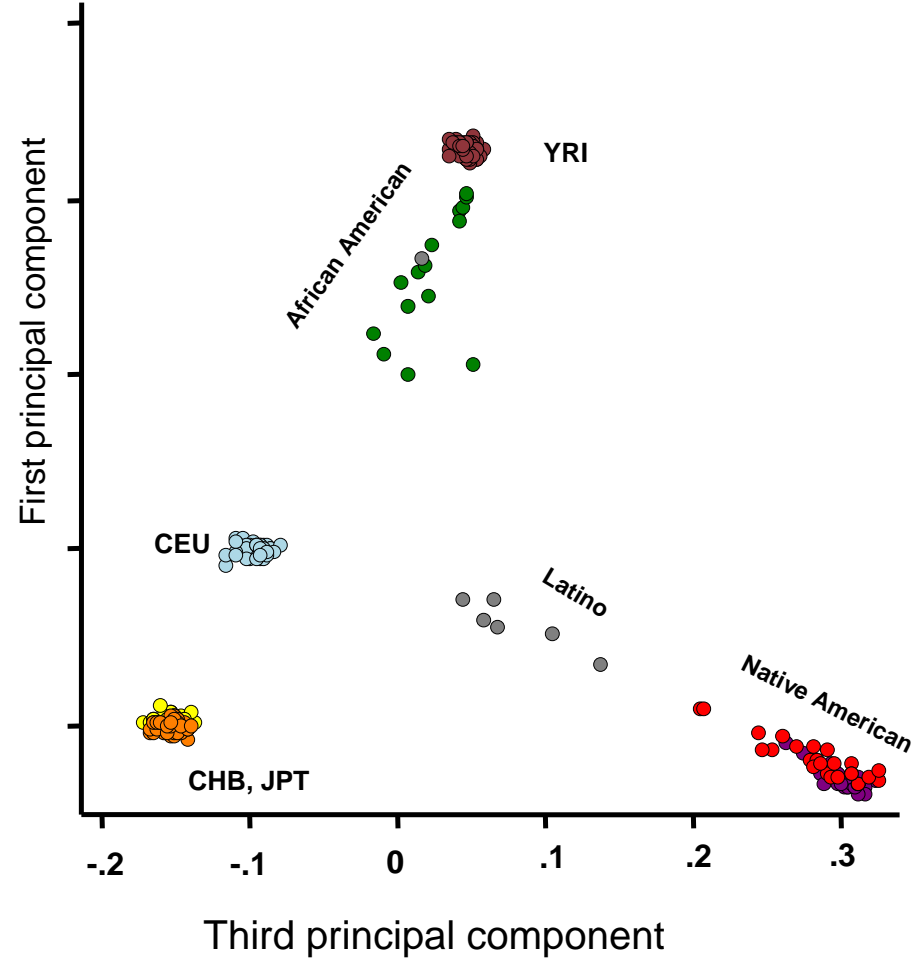 First principal component
YRI
African American
CEU
Latino
Native American
CHB, JPT
-.2
-.1
0
.1
.2
.3
Third principal component